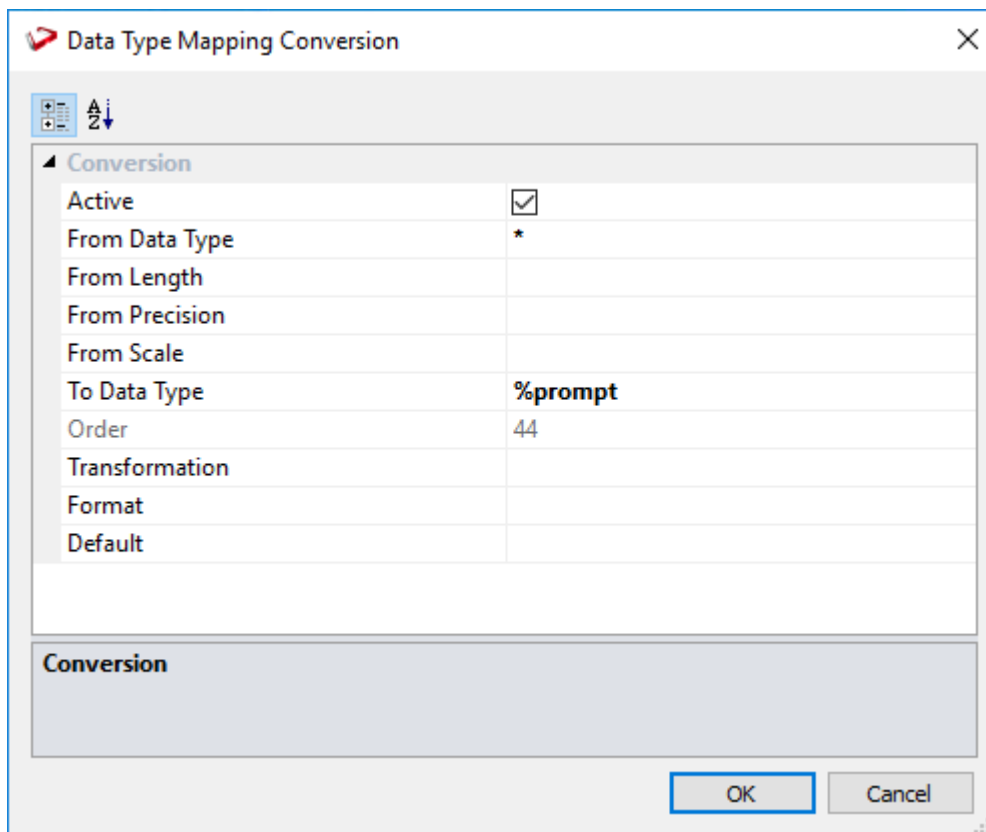 Data Type Mapping Conversion
A
Z
Conversion
Active
From Data Type *
From Length
From Precision
From Scale
To Data Type %prompt
Order 44
Transformation
Format
Default
Conversion
OK Cancel